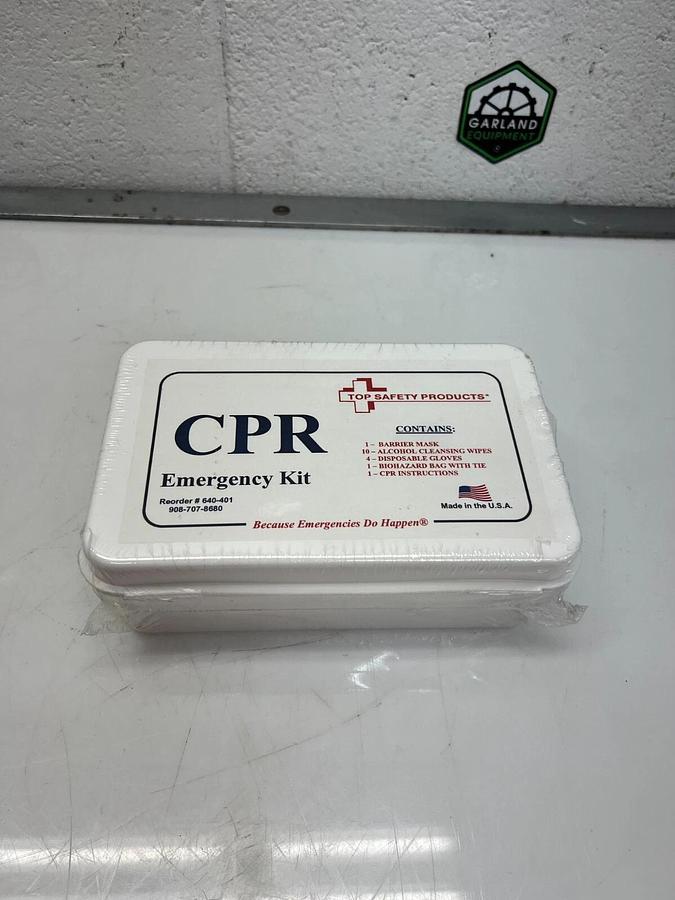 GARLAND
EQUIPMENT
TOP SAFETY PRODUCTS
CPR
Emergency Kit
Reorder # 640-401
908-707-8680
CONTAINS:
1 – BARRIER MASK
10 – ALCOHOL CLEANSING WIPES
4 – DISPOSABLE GLOVES
1 – BIOHAZARD BAG WITH TIE
1 – CPR INSTRUCTIONS
Made in the U.S.A.
Because Emergencies Do Happen®